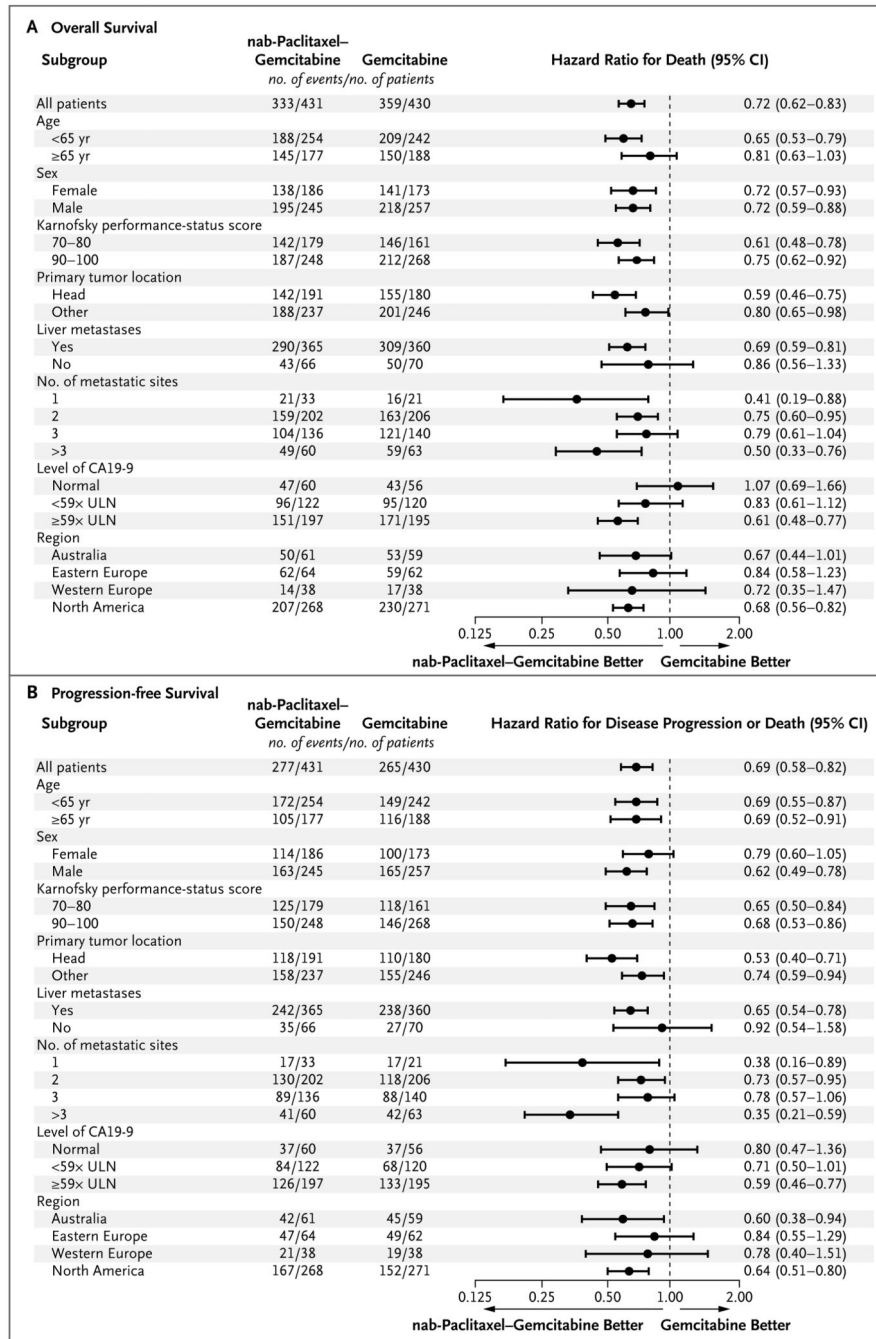 A Overall Survival
Subgroup nab-Paclitaxel–Gemcitabine Gemcitabine Hazard Ratio for Death (95% CI)
no. of events/no. of patients
All patients 333/431 359/430 0.72 (0.62–0.83)
Age
<65 yr 188/254 209/242 0.65 (0.53–0.79)
≥65 yr 145/177 150/188 0.81 (0.63–1.03)
Sex
Female 138/186 141/173 0.72 (0.57–0.93)
Male 195/245 218/257 0.72 (0.59–0.88)
Karnofsky performance-status score
70–80 142/179 146/161 0.61 (0.48–0.78)
90–100 187/248 212/268 0.75 (0.62–0.92)
Primary tumor location
Head 142/191 155/180 0.59 (0.46–0.75)
Other 188/237 201/246 0.80 (0.65–0.98)
Liver metastases
Yes 290/365 309/360 0.69 (0.59–0.81)
No 43/66 50/70 0.86 (0.56–1.33)
No. of metastatic sites
1 21/33 16/21 0.41 (0.19–0.88)
2 159/202 163/206 0.75 (0.60–0.95)
3 104/136 121/140 0.79 (0.61–1.04)
>3 49/60 59/63 0.50 (0.33–0.76)
Level of CA19-9
Normal 47/60 43/56 1.07 (0.69–1.66)
<59× ULN 96/122 95/120 0.83 (0.61–1.12)
≥59× ULN 151/197 171/195 0.61 (0.48–0.77)
Region
Australia 50/61 53/59 0.67 (0.44–1.01)
Eastern Europe 62/64 59/62 0.84 (0.58–1.23)
Western Europe 14/38 17/38 0.72 (0.35–1.47)
North America 207/268 230/271 0.68 (0.56–0.82)
0.125 0.25 0.50 1.00 2.00
nab-Paclitaxel–Gemcitabine Better Gemcitabine Better
B Progression-free Survival
Subgroup nab-Paclitaxel–Gemcitabine Gemcitabine Hazard Ratio for Disease Progression or Death (95% CI)
no. of events/no. of patients
All patients 277/431 265/430 0.69 (0.58–0.82)
Age
<65 yr 172/254 149/242 0.69 (0.55–0.87)
≥65 yr 105/177 116/188 0.69 (0.52–0.91)
Sex
Female 114/186 100/173 0.79 (0.60–1.05)
Male 163/245 165/257 0.62 (0.49–0.78)
Karnofsky performance-status score
70–80 125/179 118/161 0.65 (0.50–0.84)
90–100 150/248 146/268 0.68 (0.53–0.86)
Primary tumor location
Head 118/191 110/180 0.53 (0.40–0.71)
Other 158/237 155/246 0.74 (0.59–0.94)
Liver metastases
Yes 242/365 238/360 0.65 (0.54–0.78)
No 35/66 27/70 0.92 (0.54–1.58)
No. of metastatic sites
1 17/33 17/21 0.38 (0.16–0.89)
2 130/202 118/206 0.73 (0.57–0.95)
3 89/136 88/140 0.78 (0.57–1.06)
>3 41/60 42/63 0.35 (0.21–0.59)
Level of CA19-9
Normal 37/60 37/56 0.80 (0.47–1.36)
<59× ULN 84/122 68/120 0.71 (0.50–1.01)
≥59× ULN 126/197 133/195 0.59 (0.46–0.77)
Region
Australia 42/61 45/59 0.60 (0.38–0.94)
Eastern Europe 47/64 49/62 0.84 (0.55–1.29)
Western Europe 21/38 19/38 0.78 (0.40–1.51)
North America 167/268 152/271 0.64 (0.51–0.80)
0.125 0.25 0.50 1.00 2.00
nab-Paclitaxel–Gemcitabine Better Gemcitabine Better